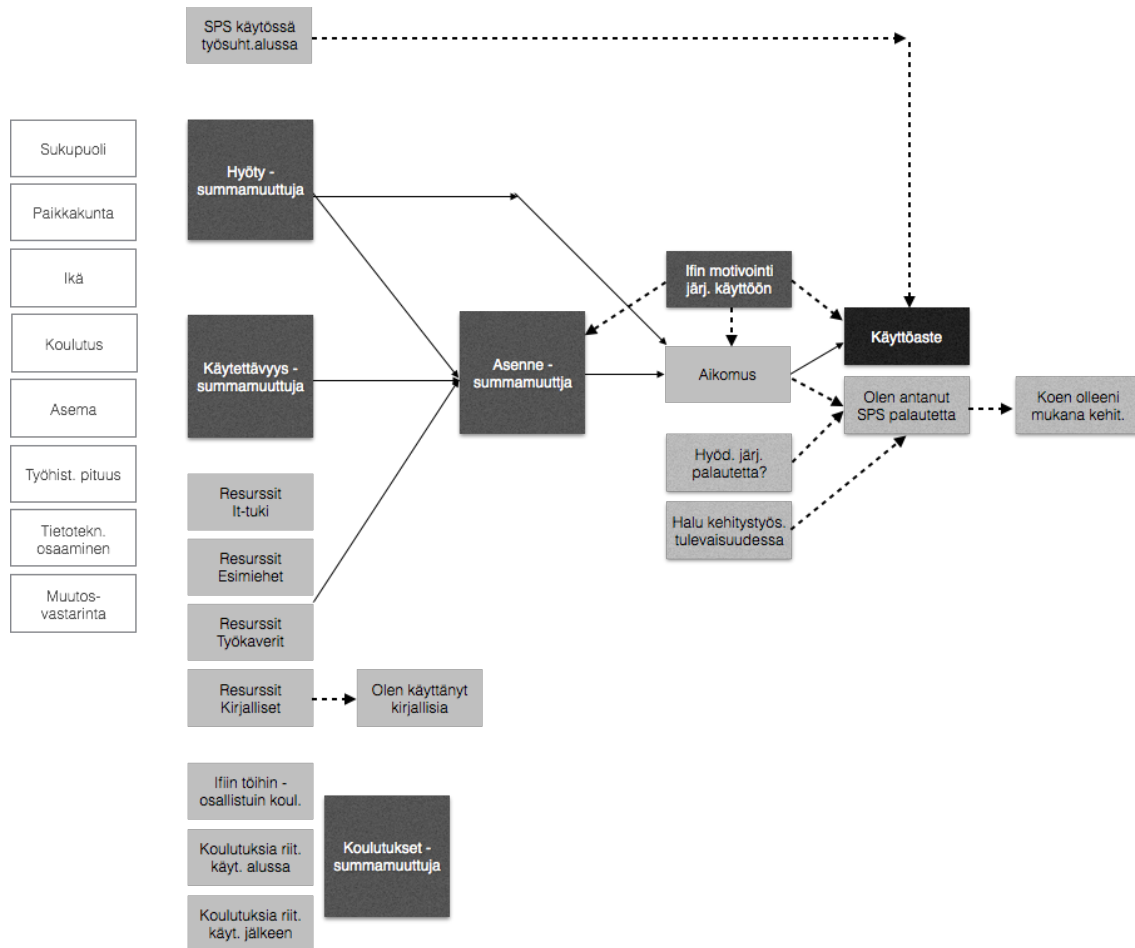 SPS käytössä
työsuht.alussa
Sukupuoli
Paikkakunta
Ikä
Koulutus
Asema
Työhist. pituus
Tietotekn.
osaaminen
Muutos-
vastarinta
Hyöty -
summamuuttuja
Käytettävyys -
summamuuttuja
Resurssit
It-tuki
Resurssit
Esimiehet
Resurssit
Työkaverit
Resurssit
Kirjalliset
Olen käyttänyt
kirjallisia
Ifiin töihin -
osallistuin koul.
Koulutuksia riit.
käyt. alussa
Koulutuksia riit.
käyt. jälkeen
Koulutukset -
summamuuttuja
Asenne -
summamuuttja
Ifin motivointi
järj. käyttöön
Aikomus
Hyöd. järj.
palautetta?
Halu kehitystyös.
tulevaisuudessa
Käyttöaste
Olen antanut
SPS palautetta
Koen olleeni
mukana kehit.